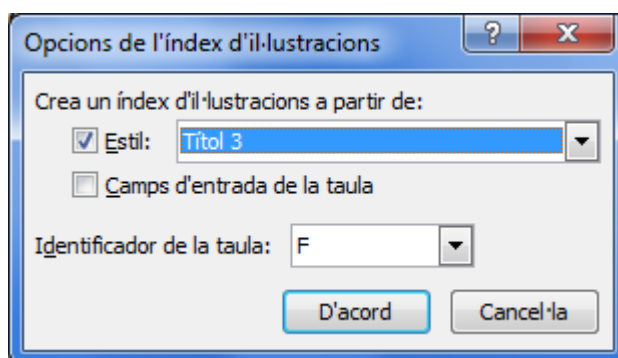 Opcions de l'índex d'il·lustracions
Crea un índex d'il·lustracions a partir de:
Estil: Títol 3
Camps d'entrada de la taula
Identificador de la taula: F
D'acord Cancel·la